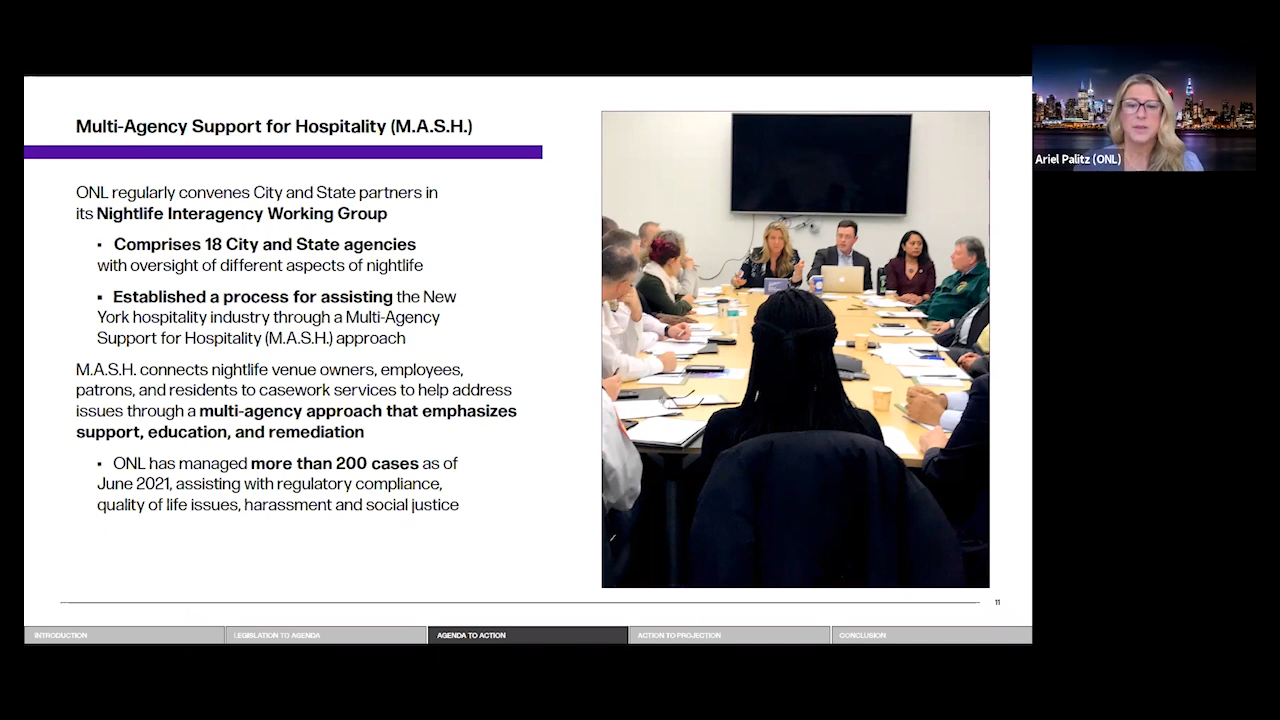 Multi-Agency Support for Hospitality (M.A.S.H.)
ONL regularly convenes City and State partners in
its Nightlife Interagency Working Group
▪ Comprises 18 City and State agencies
with oversight of different aspects of nightlife
▪ Established a process for assisting the New
York hospitality industry through a Multi-Agency
Support for Hospitality (M.A.S.H.) approach
M.A.S.H. connects nightlife venue owners, employees,
patrons, and residents to casework services to help address
issues through a multi-agency approach that emphasizes
support, education, and remediation
▪ ONL has managed more than 200 cases as of
June 2021, assisting with regulatory compliance,
quality of life issues, harassment and social justice
11
INTRODUCTION
LEGISLATION TO AGENDA
AGENDA TO ACTION
ACTION TO PROJECTION
CONCLUSION
Ariel Palitz (ONL)